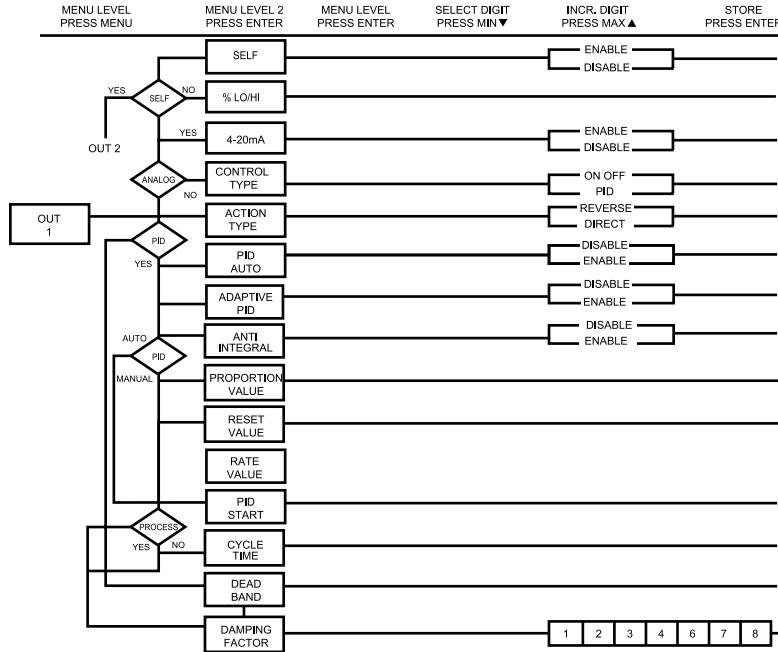 MENU LEVEL
PRESS MENU
MENU LEVEL 2
PRESS ENTER
MENU LEVEL
PRESS ENTER
SELECT DIGIT
PRESS MIN▼
INCR. DIGIT
PRESS MAX▲
STORE
PRESS ENTER
SELF
ENABLE
DISABLE
YES
SELF
NO
% LO/HI
OUT 2
YES
4-20mA
ENABLE
DISABLE
ANALOG
NO
CONTROL
TYPE
ON OFF
PID
OUT
1
ACTION
TYPE
REVERSE
DIRECT
PID
YES
PID
AUTO
DISABLE
ENABLE
ADAPTIVE
PID
DISABLE
ENABLE
AUTO
PID
MANUAL
ANTI
INTEGRAL
DISABLE
ENABLE
PROPORTION
VALUE
RESET
VALUE
RATE
VALUE
PID
START
PROCESS
YES
NO
CYCLE
TIME
DEAD
BAND
DAMPING
FACTOR
1 2 3 4 6 7 8